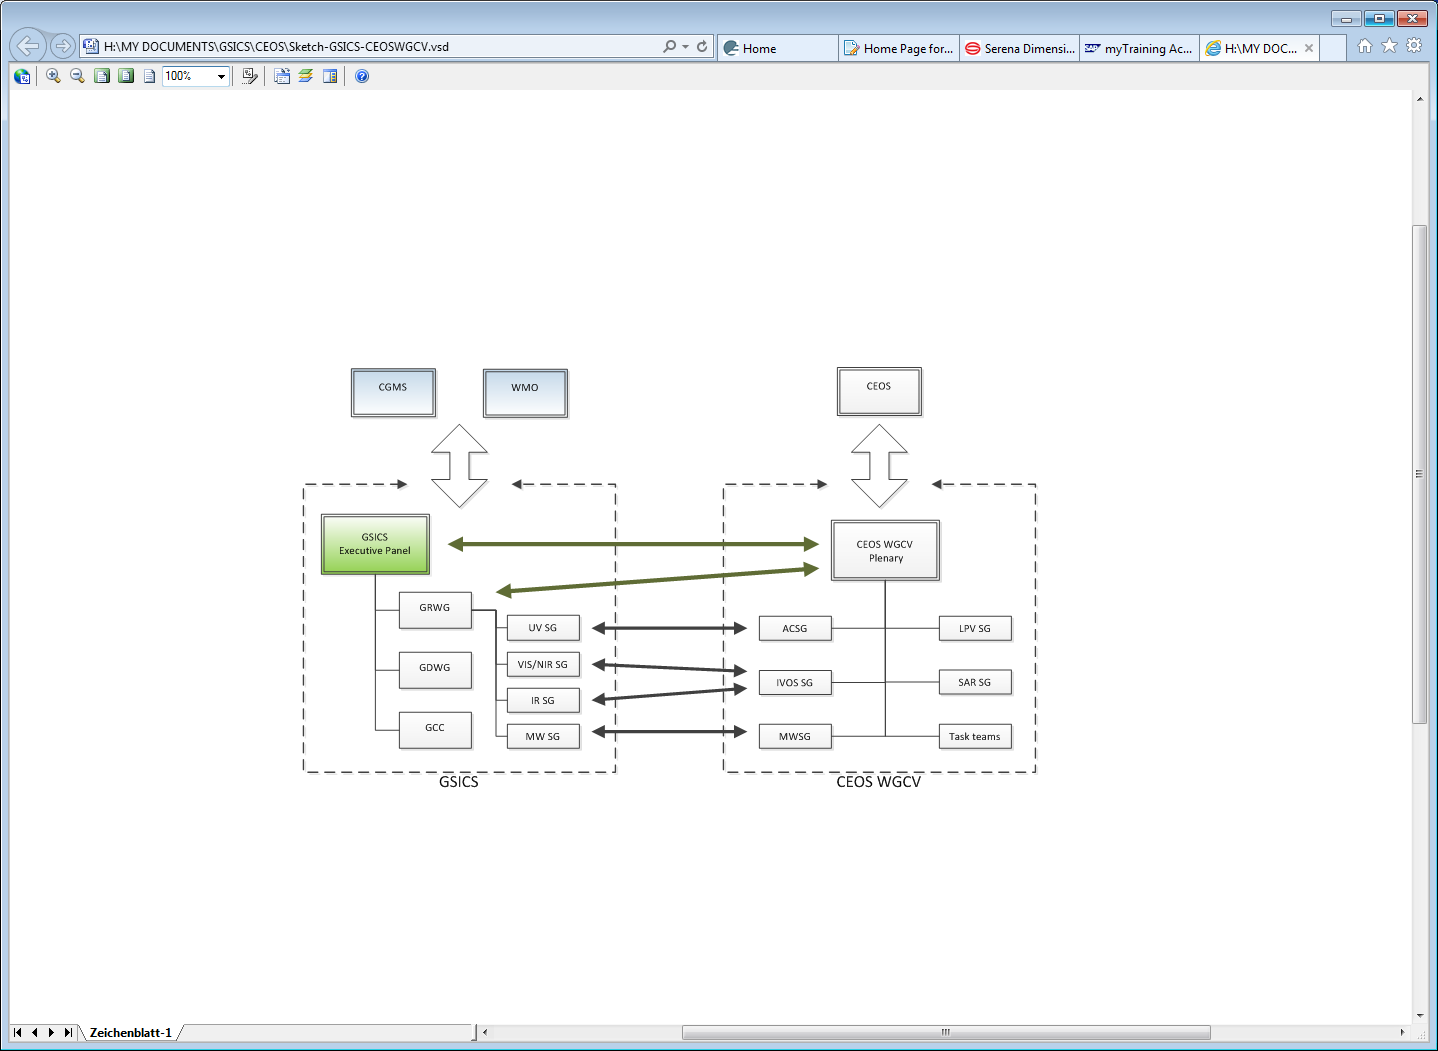 H:\MY DOCUMENTS\GSICS\CEOS\Sketch-GSICS-CEOSWGCV.vsd
Home
Home Page for...
Serena Dimensi...
myTraining Ac...
H:\MY DOC...
100%
CGMS
WMO
CEOS
GSICS
Executive Panel
CEOS WGCV
Plenary
GRWG
UV SG
ACSG
LPV SG
GDWG
VIS/NIR SG
IVOS SG
SAR SG
IR SG
GCC
MW SG
MWSG
Task teams
GSICS
CEOS WGCV
Zeichenblatt-1